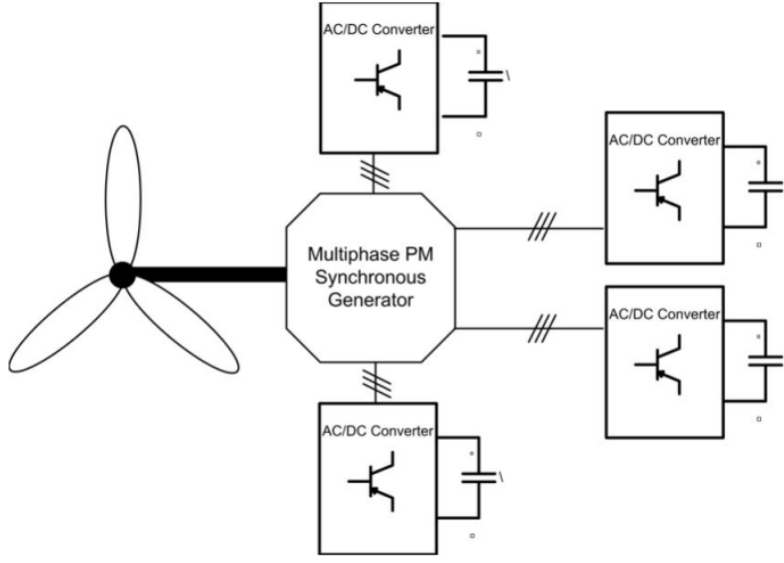 AC/DC Converter
AC/DC Converter
Multiphase PM
Synchronous
Generator
AC/DC Converter
AC/DC Converter